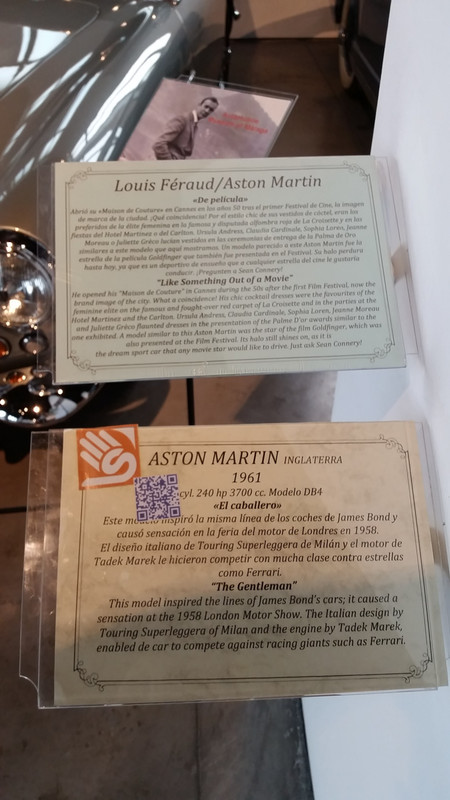 Louis Féraud/Aston Martin
«De película»
Abrió su «Maison de Couture» en Cannes en los años 50 tras el primer Festival de Cine, la imagen
de marca de la ciudad. ¡Qué coincidencia! Por el estilo chic de sus vestidos de cóctel, eran los
preferidos de la élite femenina en la famosa y disputada alfombra roja de La Croisette y en las
fiestas del Hotel Martinez o del Carlton. Ursula Andress, Claudia Cardinale, Sophia Loren, Jeanne
Moreau o Juliette Gréco lucían vestidos en las ceremonias de entrega de la Palma de Oro
similares a este modelo que aquí mostramos. Un modelo parecido a este Aston Martin fue la
estrella de la película Goldfinger que también fue presentada en el Festival. Su halo perdura
hasta hoy, ya que es un deportivo de ensueño que a cualquier estrella del cine le gustaría
conducir. ¡Pregunten a Sean Connery!
"Like Something Out of a Movie"
He opened his "Maison de Couture" in Cannes during the 50s after the first Film Festival, now the
brand image of the city. What a coincidence! His chic cocktail dresses were the favourites of the
feminine elite on the famous and fought-over red carpet of La Croisette and in the parties at the
Hotel Martinez and the Carlton. Ursula Andress, Claudia Cardinale, Sophia Loren, Jeanne Moreau
and Juliette Gréco flaunted dresses in the presentation of the Palme D'or awards similar to the
one exhibited. A model similar to this Aston Martin was the star of the film Goldfinger, which was
also presented at the Film Festival. Its halo still shines on, as it is
the dream sport car that any movie star would like to drive. Just ask Sean Connery!
ASTON MARTIN INGLATERRA
1961
cyl. 240 hp 3700 cc. Modelo DB4
«El caballero»
Este modelo inspiró la misma línea de los coches de James Bond y
causó sensación en la feria del motor de Londres en 1958.
El diseño italiano de Touring Superleggera de Milán y el motor de
Tadek Marek le hicieron competir con mucha clase contra estrellas
como Ferrari.
"The Gentleman"
This model inspired the lines of James Bond's cars; it caused a
sensation at the 1958 London Motor Show. The Italian design by
Touring Superleggera of Milan and the engine by Tadek Marek,
enabled de car to compete against racing giants such as Ferrari.